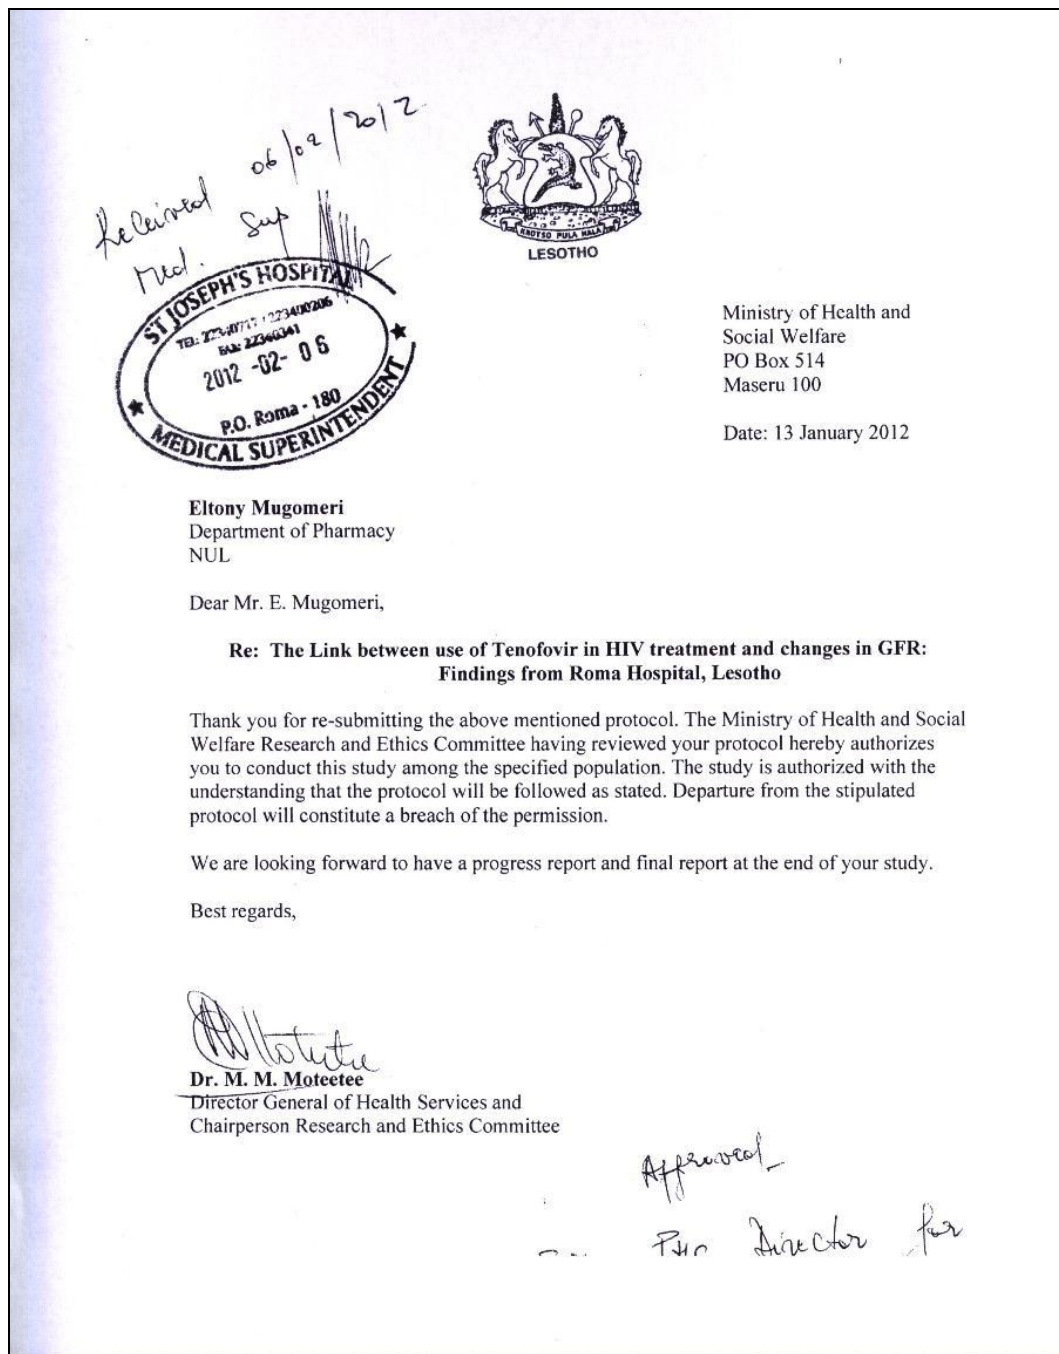 Received 06/02/2012
Med. Sup
ST JOSEPH'S HOSPITAL
FAX: 22340341
2012 -02- 06
P.O. Roma - 180
MEDICAL SUPERINTENDENT
KHOTSO PULA NALA
LESOTHO
Ministry of Health and
Social Welfare
PO Box 514
Maseru 100
Date: 13 January 2012
Eltony Mugomeri
Department of Pharmacy
NUL
Dear Mr. E. Mugomeri,
Re: The Link between use of Tenofovir in HIV treatment and changes in GFR:
Findings from Roma Hospital, Lesotho
Thank you for re-submitting the above mentioned protocol. The Ministry of Health and Social
Welfare Research and Ethics Committee having reviewed your protocol hereby authorizes
you to conduct this study among the specified population. The study is authorized with the
understanding that the protocol will be followed as stated. Departure from the stipulated
protocol will constitute a breach of the permission.
We are looking forward to have a progress report and final report at the end of your study.
Best regards,
Dr. M. M. Moteetee
Director General of Health Services and
Chairperson Research and Ethics Committee
Approved
Director for